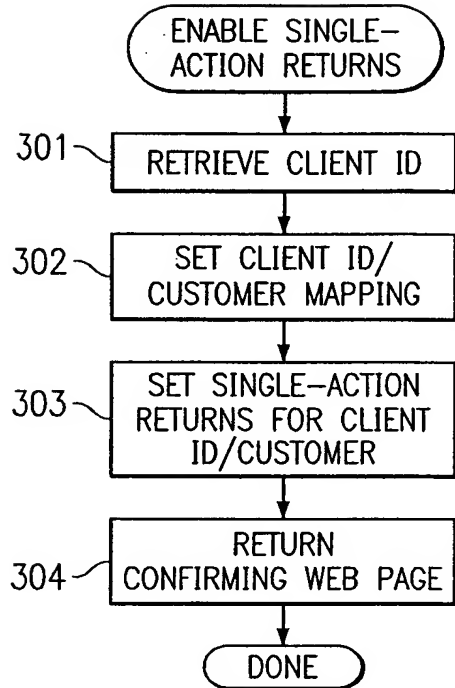 ENABLE SINGLE-
ACTION RETURNS
301
RETRIEVE CLIENT ID
302
SET CLIENT ID/
CUSTOMER MAPPING
303
SET SINGLE-ACTION
RETURNS FOR CLIENT
ID/CUSTOMER
304
RETURN
CONFIRMING WEB PAGE
DONE